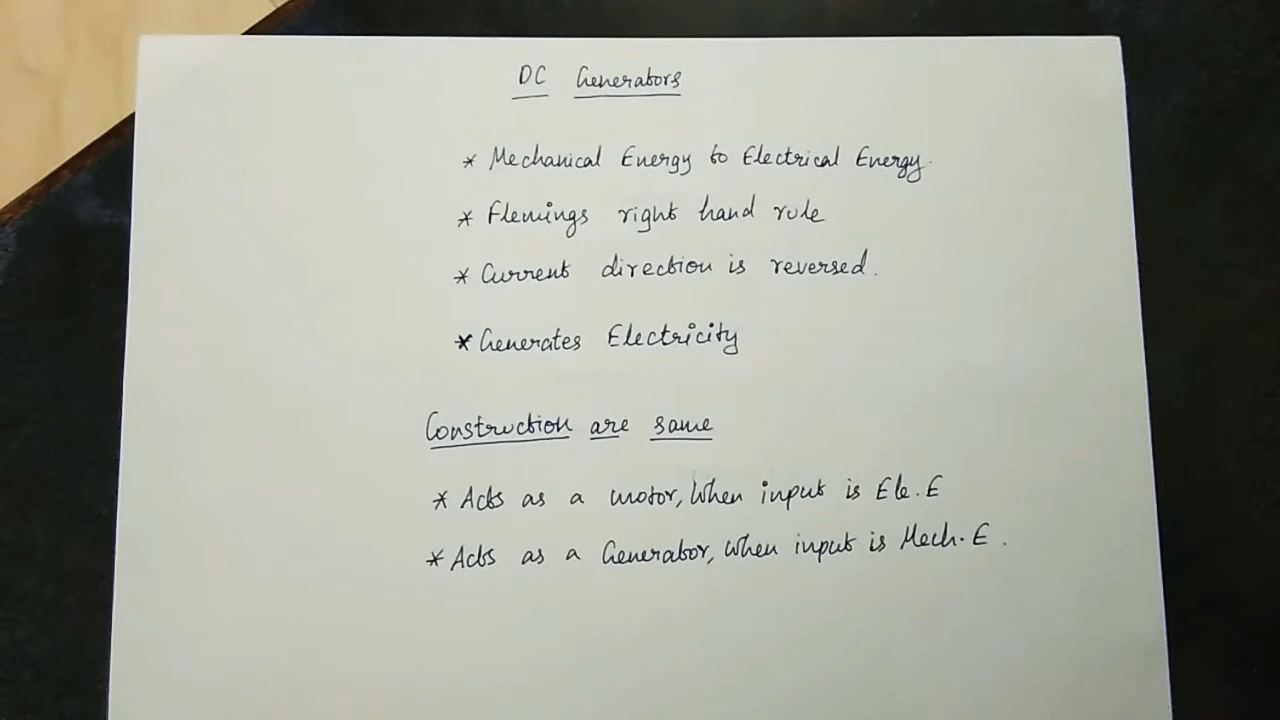 DC Generators
* Mechanical Energy to Electrical Energy.
* Flemings right hand rule
* Current direction is reversed.
* Generates Electricity
Construction are same
* Acts as a motor, When input is Ele.E
* Acts as a Generator, When input is Mech.E.